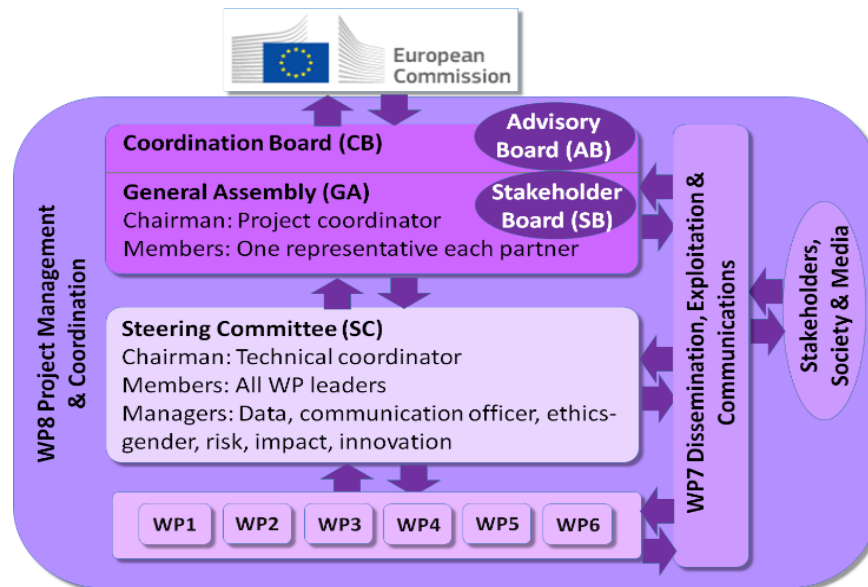 European
Commission
Coordination Board (CB)
Advisory
Board (AB)
General Assembly (GA)
Chairman: Project coordinator
Members: One representative each partner
Stakeholder
Board (SB)
Steering Committee (SC)
Chairman: Technical coordinator
Members: All WP leaders
Managers: Data, communication officer, ethics-
gender, risk, impact, innovation
WP1
WP2
WP3
WP4
WP5
WP6
WP8 Project Management
& Coordination
WP7 Dissemination, Exploitation &
Communications
Stakeholders,
Society & Media